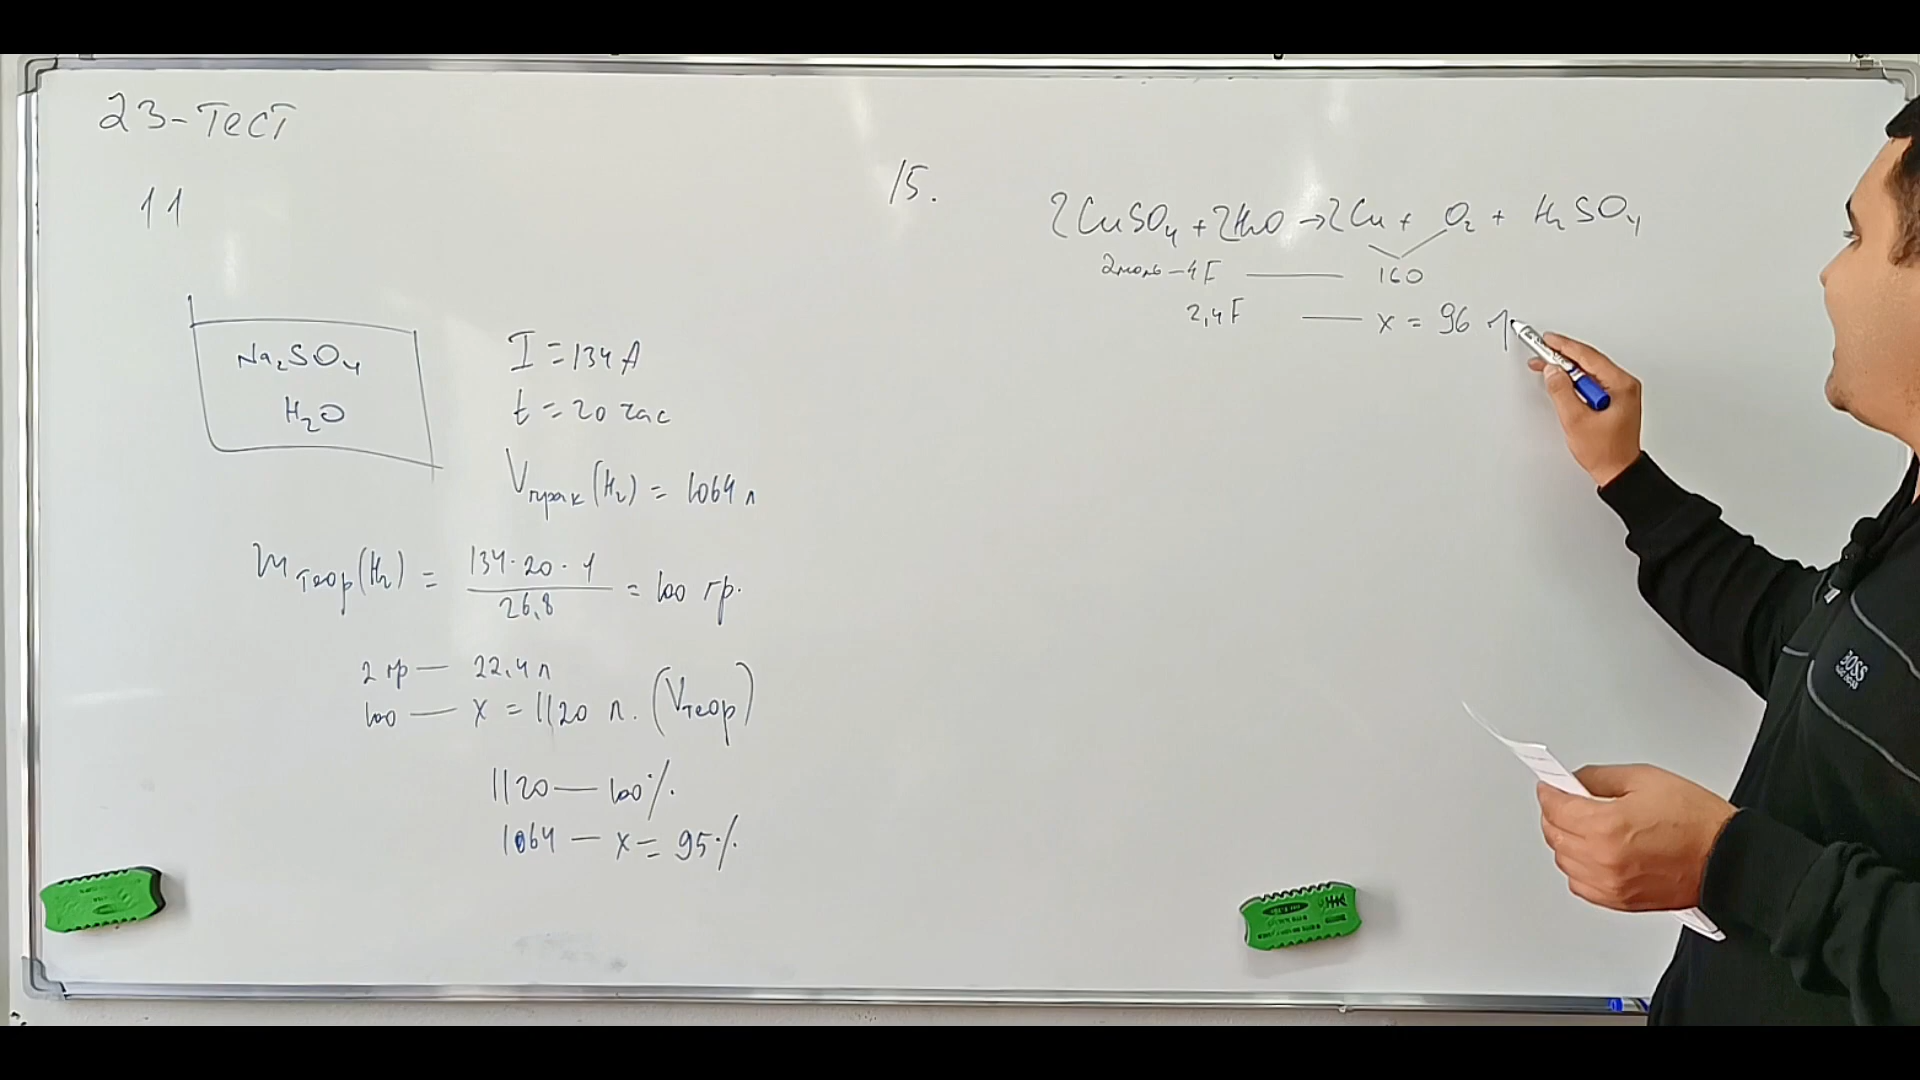 23-тест
11
Na₂SO₄
H₂O
I = 134 A
t = 20 час
Vпрак(H₂) = 1064 л
mтеор(H₂) = 134·20·1 / 26,8 = 100 гр.
2 гр — 22,4 л
100 — x = 1120 л. (Vтеор)
1120 — 100%
1064 — x = 95%
15.
2CuSO₄ + 2H₂O → 2Cu + O₂ + H₂SO₄
2моль — 4F — 160
2,4F — x = 96
BOSS